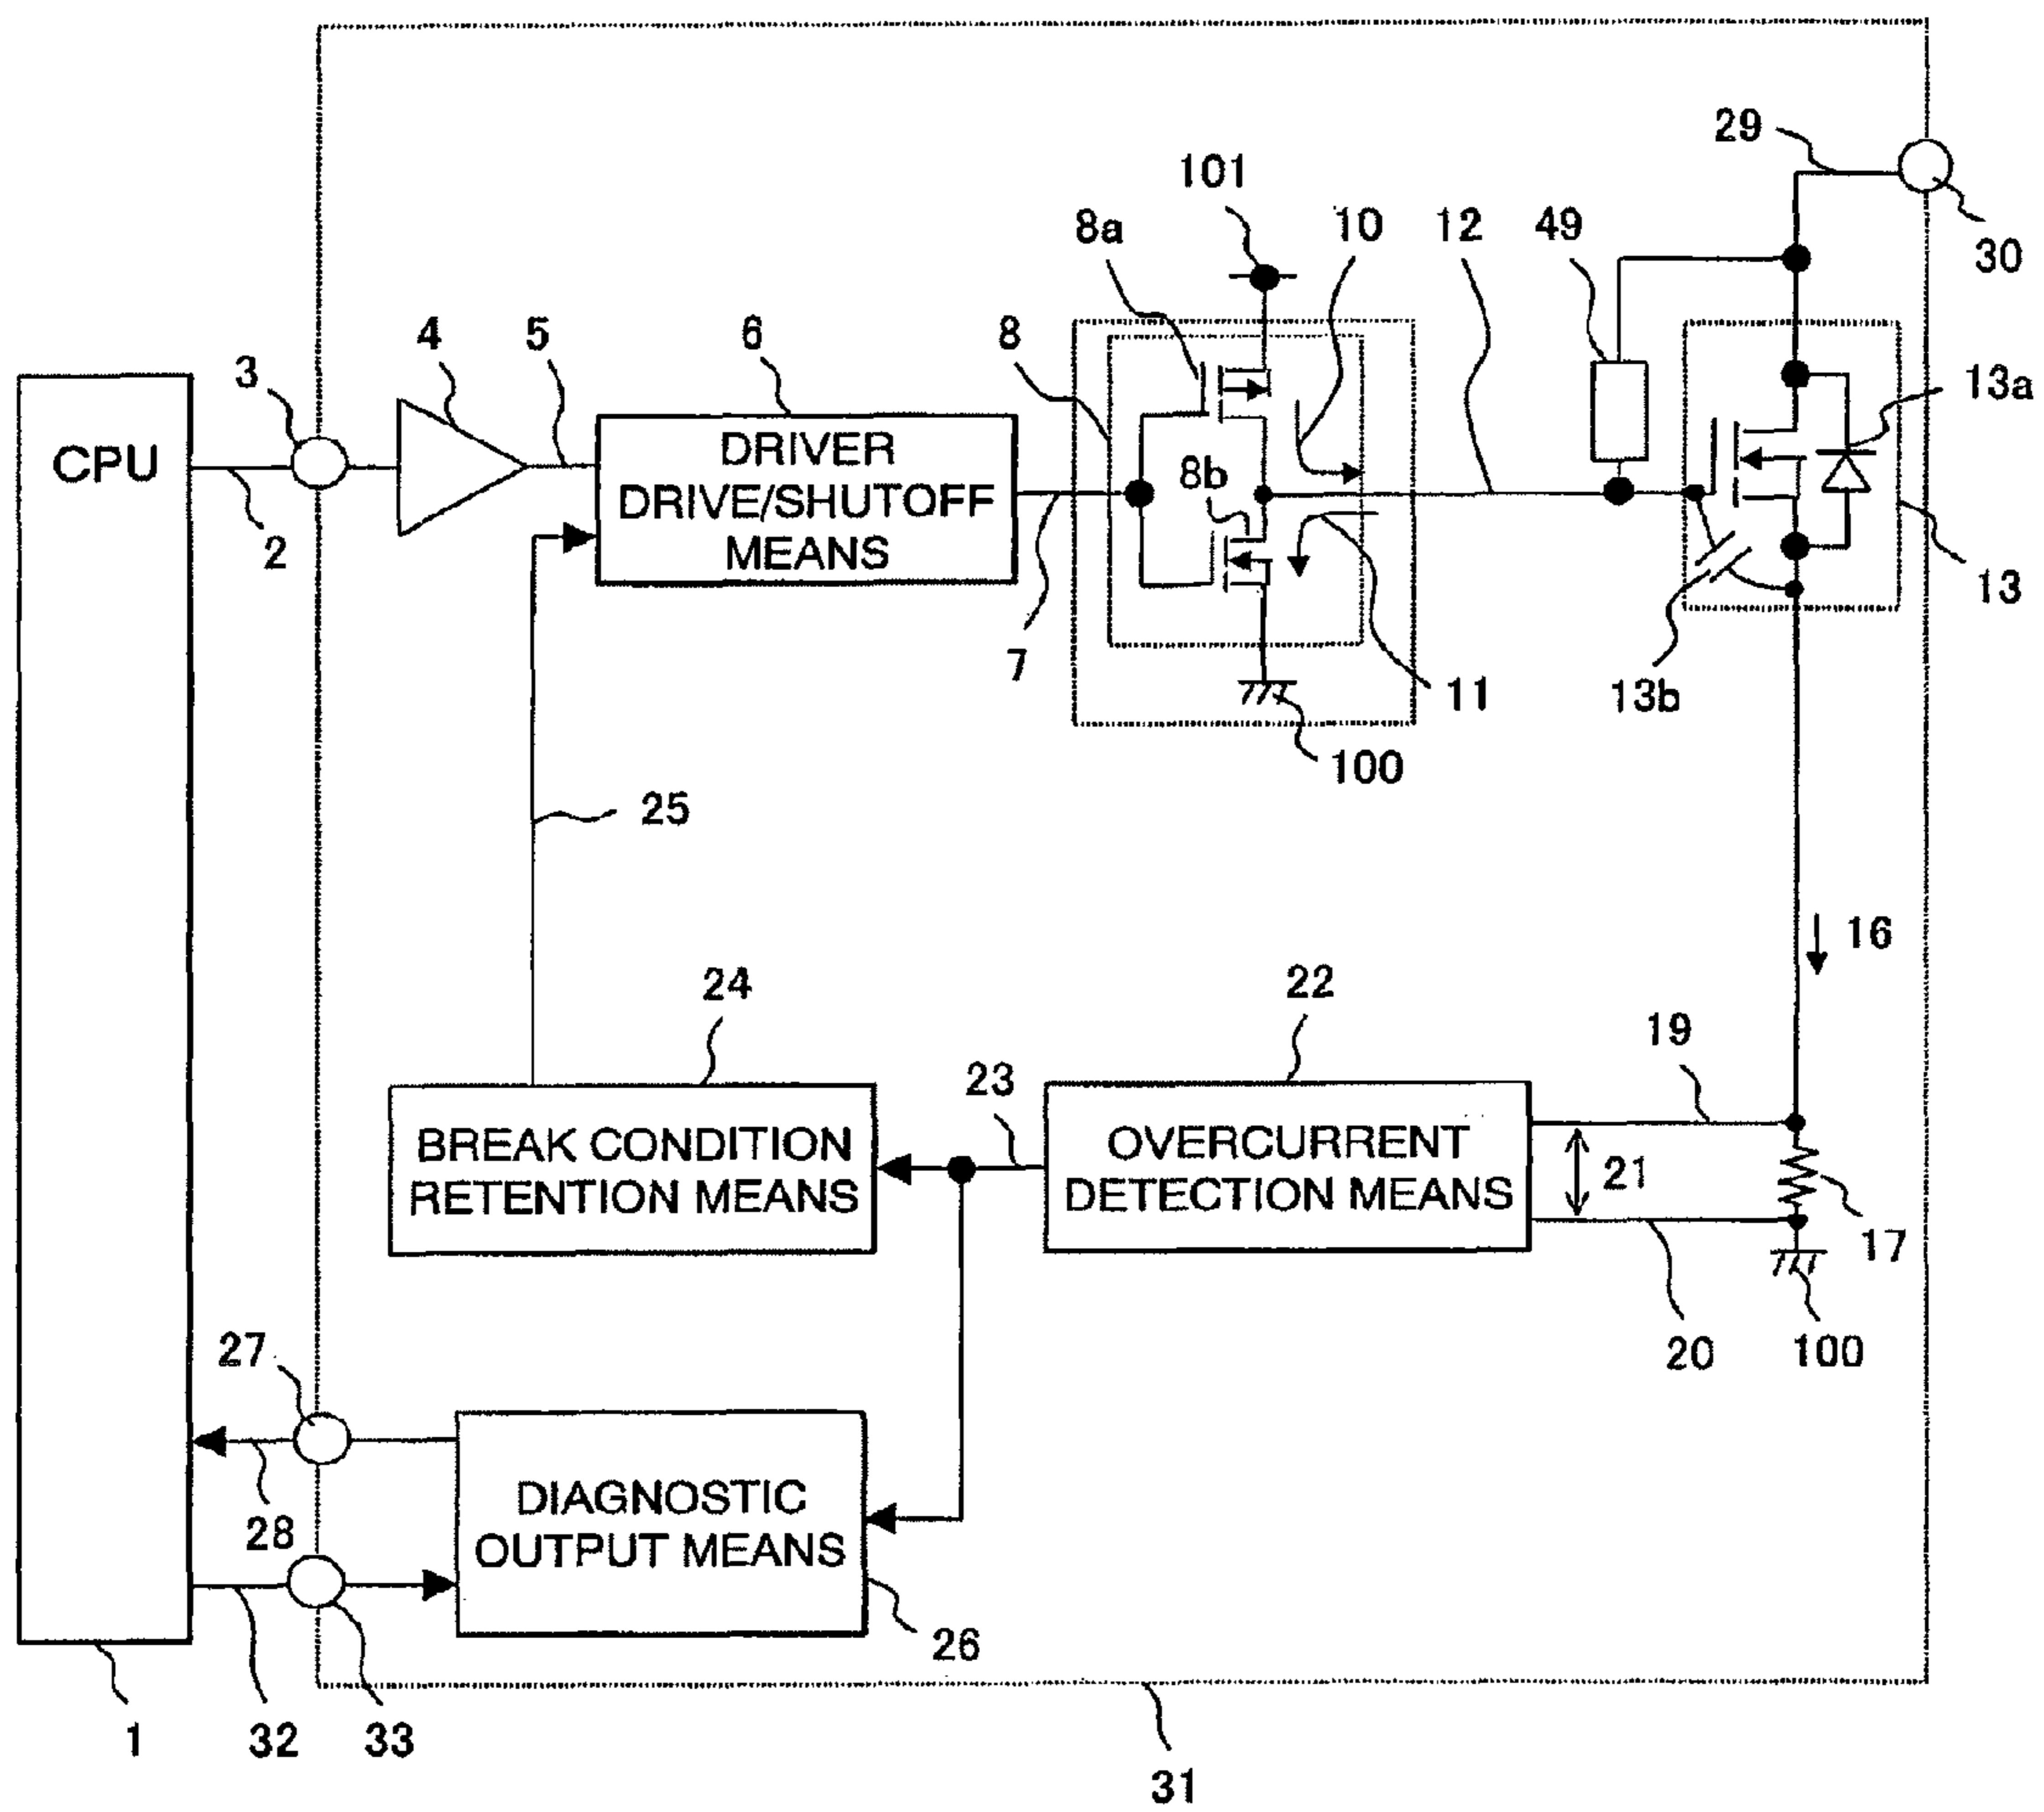 29
101
8a
10
12
49
30
3
4
5
6
8
13a
CPU
DRIVER
DRIVE/SHUTOFF
MEANS
8b
2
7
11
13b
13
100
25
16
24
22
19
23
BREAK CONDITION
RETENTION MEANS
OVERCURRENT
DETECTION MEANS
21
17
20
100
27
28
DIAGNOSTIC
OUTPUT MEANS
26
1
32
33
31